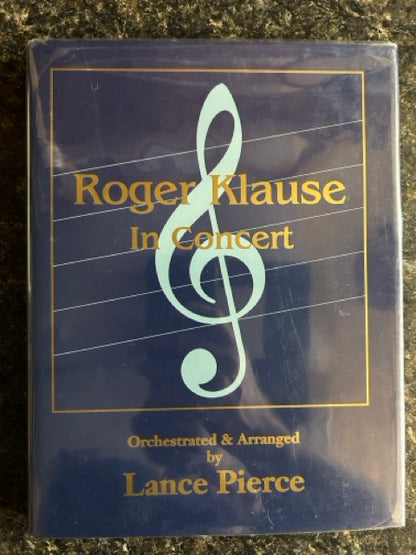 Roger Klause
In Concert
Orchestrated & Arranged
by
Lance Pierce